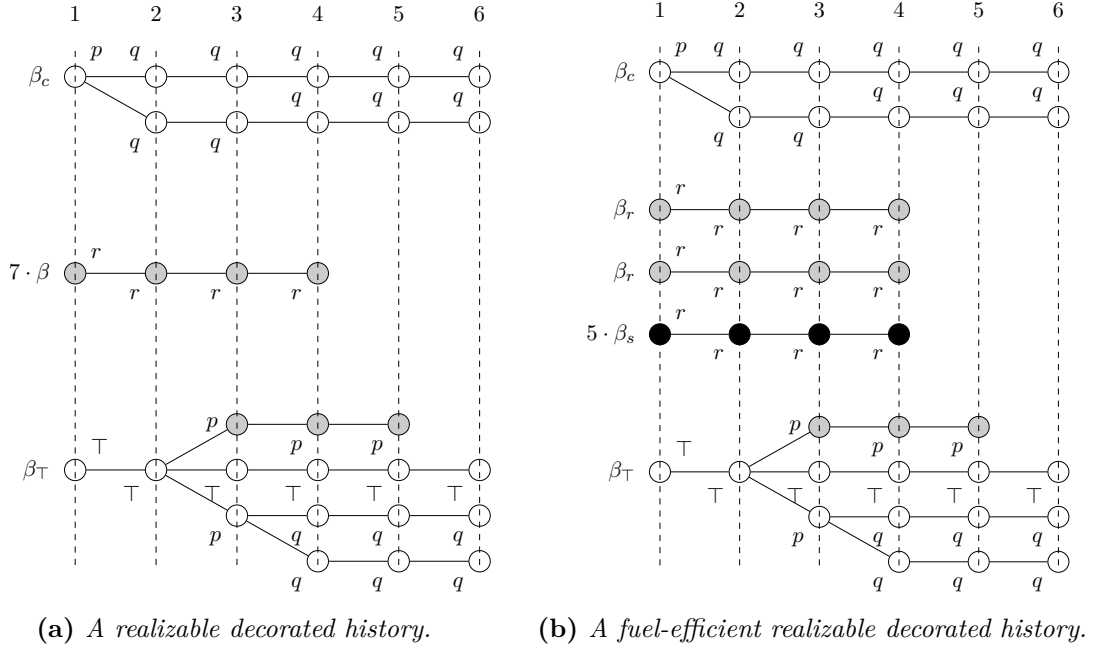 1 2 3 4 5 6
p q q q q q
β_c
q q q
q q
r
7 · β
r r r
p
p p
⊤
β_⊤
⊤ ⊤ ⊤ ⊤ ⊤
p q q q
q q q
(a) A realizable decorated history.
1 2 3 4 5 6
p q q q q q
β_c
q q q
q q
r
β_r
r r r
r
β_r
r r r
r
5 · β_s
r r r
p
p p
⊤
β_⊤
⊤ ⊤ ⊤ ⊤ ⊤
p q q q
q q q
(b) A fuel-efficient realizable decorated history.